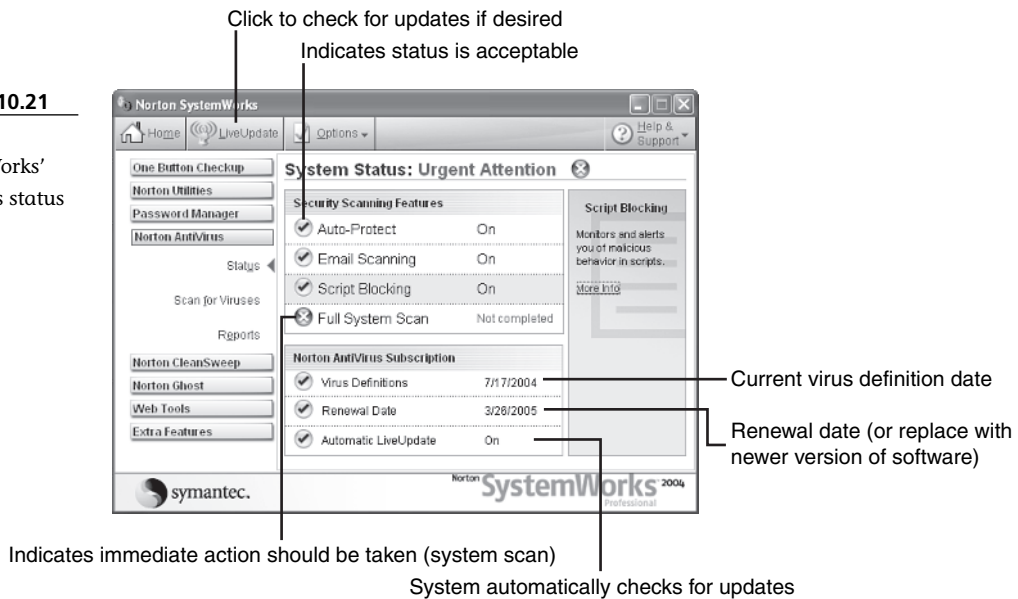 Click to check for updates if desired
Indicates status is acceptable
10.21
s status
Norton SystemWorks
Home LiveUpdate Options Help & Support
One Button Checkup
Norton Utilities
Password Manager
Norton AntiVirus
Status
Scan for Viruses
Reports
Norton CleanSweep
Norton Ghost
Web Tools
Extra Features
System Status: Urgent Attention
Security Scanning Features
Auto-Protect On
Email Scanning On
Script Blocking On
Full System Scan Not completed
Norton AntiVirus Subscription
Virus Definitions 7/17/2004
Renewal Date 3/26/2005
Automatic LiveUpdate On
Script Blocking
Monitors and alerts
you of malicious
behavior in scripts.
More Info
symantec.
Norton SystemWorks 2004
Professional
Current virus definition date
Renewal date (or replace with
newer version of software)
Indicates immediate action should be taken (system scan)
System automatically checks for updates